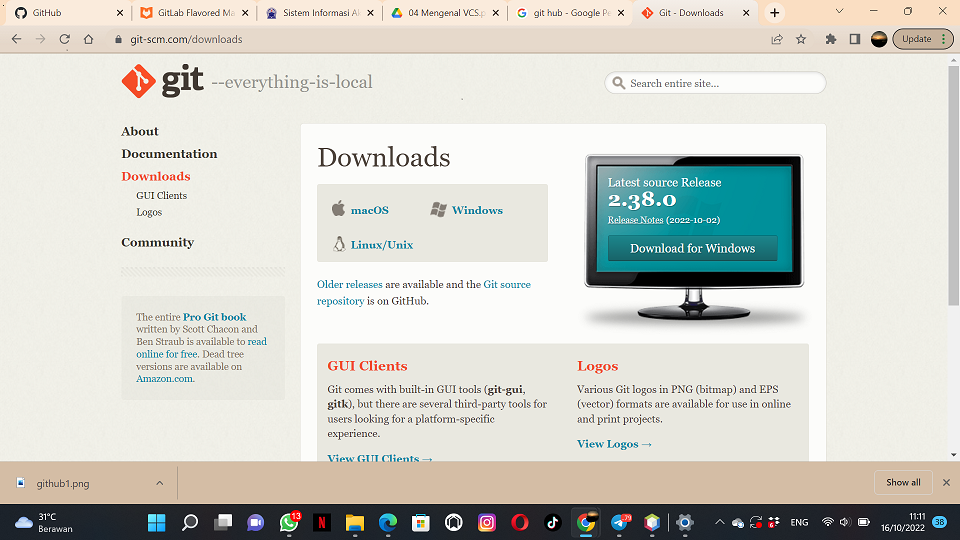 GitHub
GitLab Flavored Ma
Sistem Informasi Ak
04 Mengenal VCS.p
git hub - Google Pe
Git - Downloads
git-scm.com/downloads
Update
git --everything-is-local
Search entire site...
About
Documentation
Downloads
GUI Clients
Logos
Community
The entire Pro Git book
written by Scott Chacon and
Ben Straub is available to read
online for free. Dead tree
versions are available on
Amazon.com.
Downloads
macOS
Windows
Linux/Unix
Older releases are available and the Git source
repository is on GitHub.
Latest source Release
2.38.0
Release Notes (2022-10-02)
Download for Windows
GUI Clients
Git comes with built-in GUI tools (git-gui,
gitk), but there are several third-party tools for
users looking for a platform-specific
experience.
View GUI Clients →
Logos
Various Git logos in PNG (bitmap) and EPS
(vector) formats are available for use in online
and print projects.
View Logos →
github1.png
Show all
31°C
Berawan
13
79
ENG
11:11
16/10/2022
38